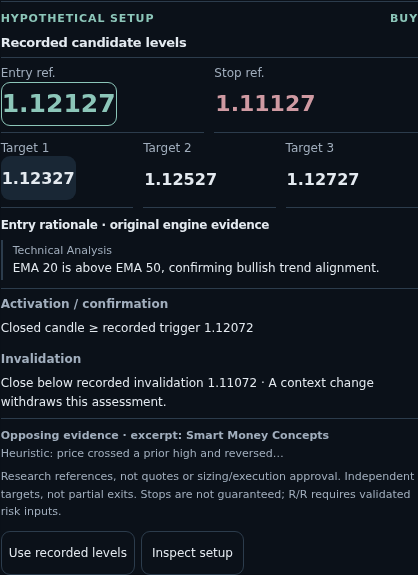 HYPOTHETICAL SETUP BUY
Recorded candidate levels
Entry ref. Stop ref.
1.12127 1.11127
Target 1 Target 2 Target 3
1.12327 1.12527 1.12727
Entry rationale · original engine evidence
Technical Analysis
EMA 20 is above EMA 50, confirming bullish trend alignment.
Activation / confirmation
Closed candle ≥ recorded trigger 1.12072
Invalidation
Close below recorded invalidation 1.11072 · A context change
withdraws this assessment.
Opposing evidence · excerpt: Smart Money Concepts
Heuristic: price crossed a prior high and reversed…
Research references, not quotes or sizing/execution approval. Independent
targets, not partial exits. Stops are not guaranteed; R/R requires validated
risk inputs.
Use recorded levels Inspect setup